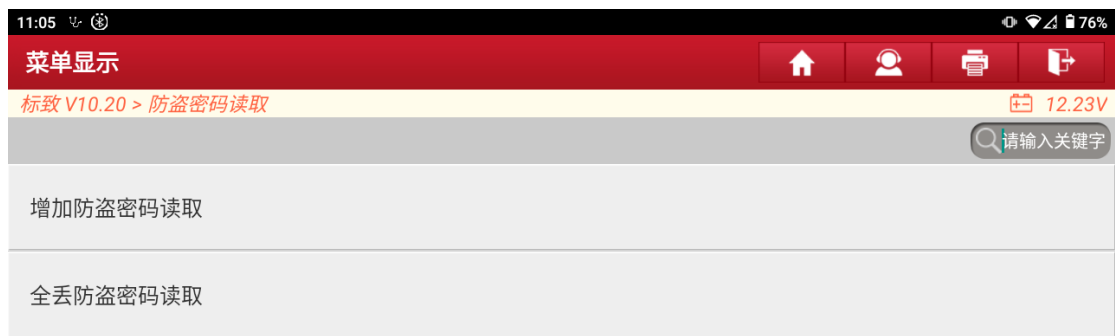 11:05 76%
菜单显示
标致 V10.20 > 防盗密码读取 12.23V
请输入关键字
增加防盗密码读取
全丢防盗密码读取